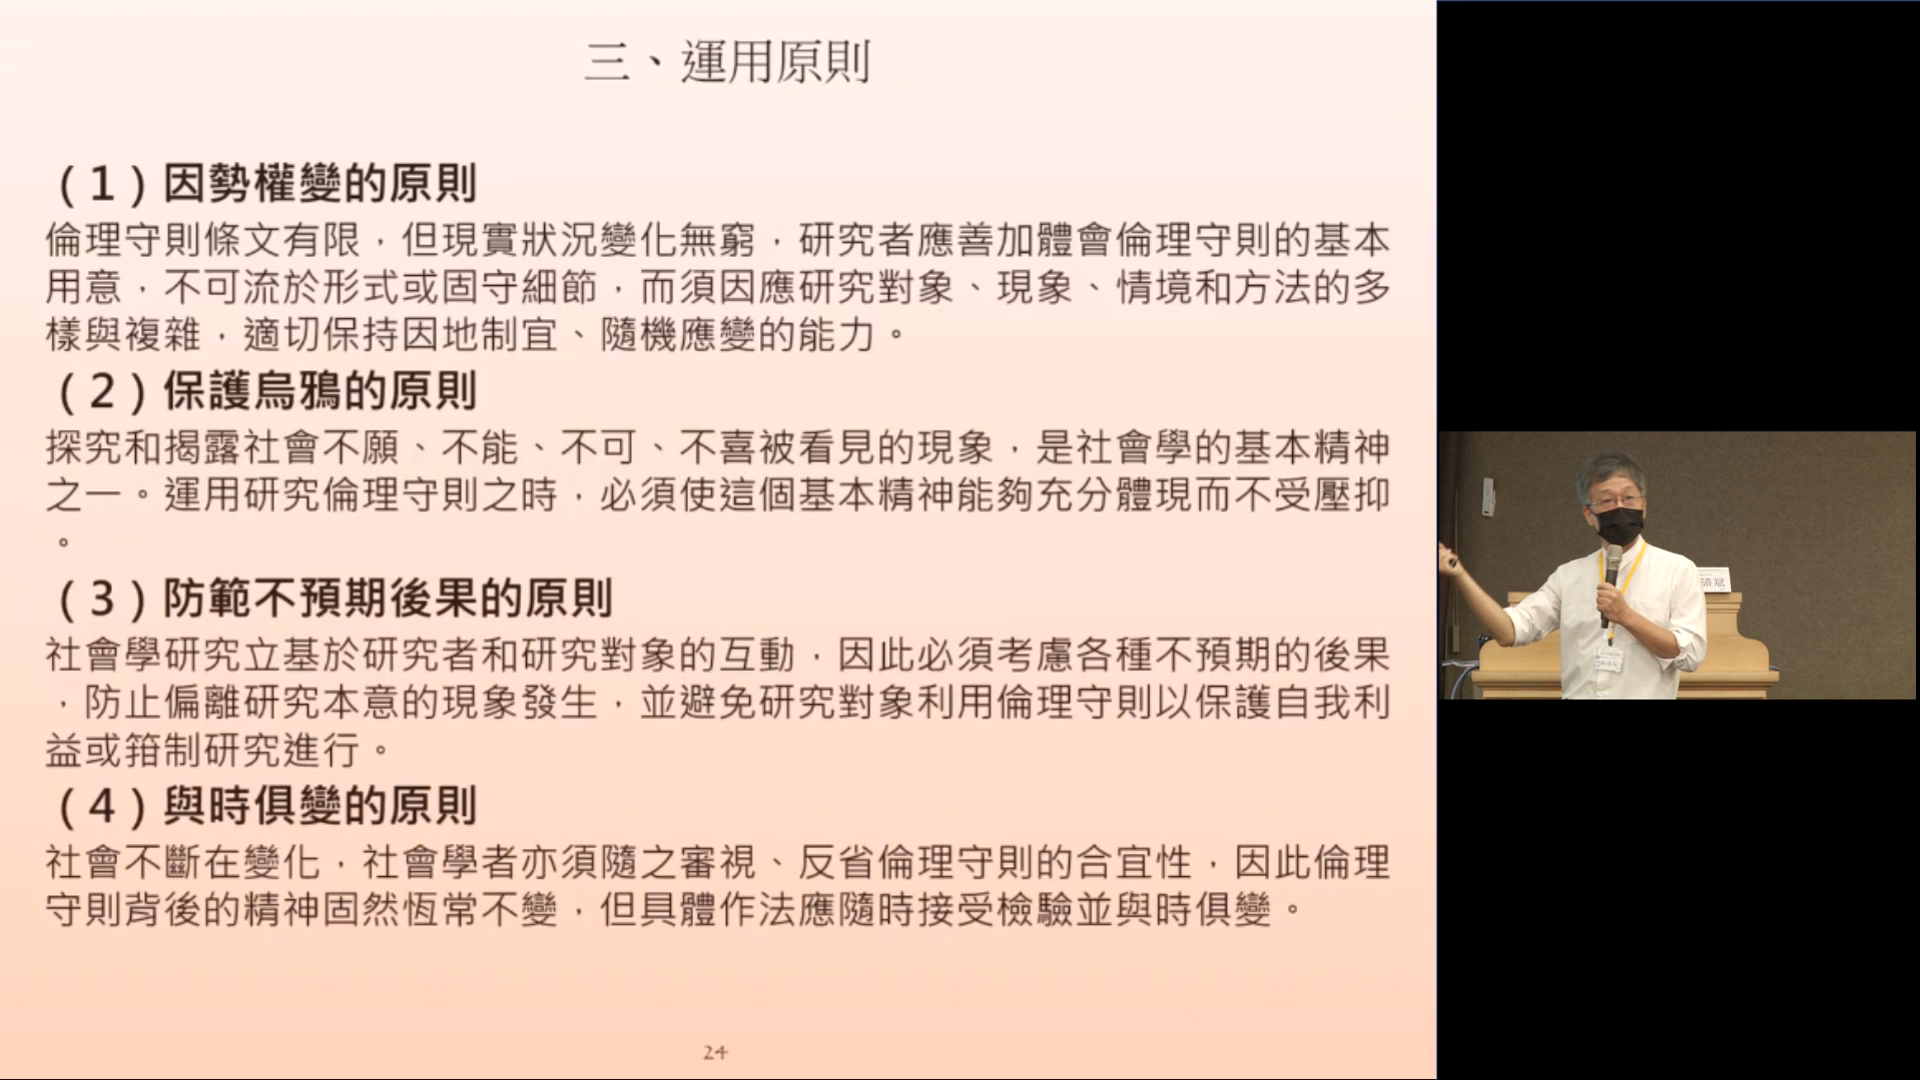 三、運用原則
（1）因勢權變的原則
倫理守則條文有限，但現實狀況變化無窮，研究者應善加體會倫理守則的基本
用意，不可流於形式或固守細節，而須因應研究對象、現象、情境和方法的多
樣與複雜，適切保持因地制宜、隨機應變的能力。
（2）保護烏鴉的原則
探究和揭露社會不願、不能、不可、不喜被看見的現象，是社會學的基本精神
之一。運用研究倫理守則之時，必須使這個基本精神能夠充分體現而不受壓抑
。
（3）防範不預期後果的原則
社會學研究立基於研究者和研究對象的互動，因此必須考慮各種不預期的後果
，防止偏離研究本意的現象發生，並避免研究對象利用倫理守則以保護自我利
益或箝制研究進行。
（4）與時俱變的原則
社會不斷在變化，社會學者亦須隨之審視、反省倫理守則的合宜性，因此倫理
守則背後的精神固然恆常不變，但具體作法應隨時接受檢驗並與時俱變。
24
斌